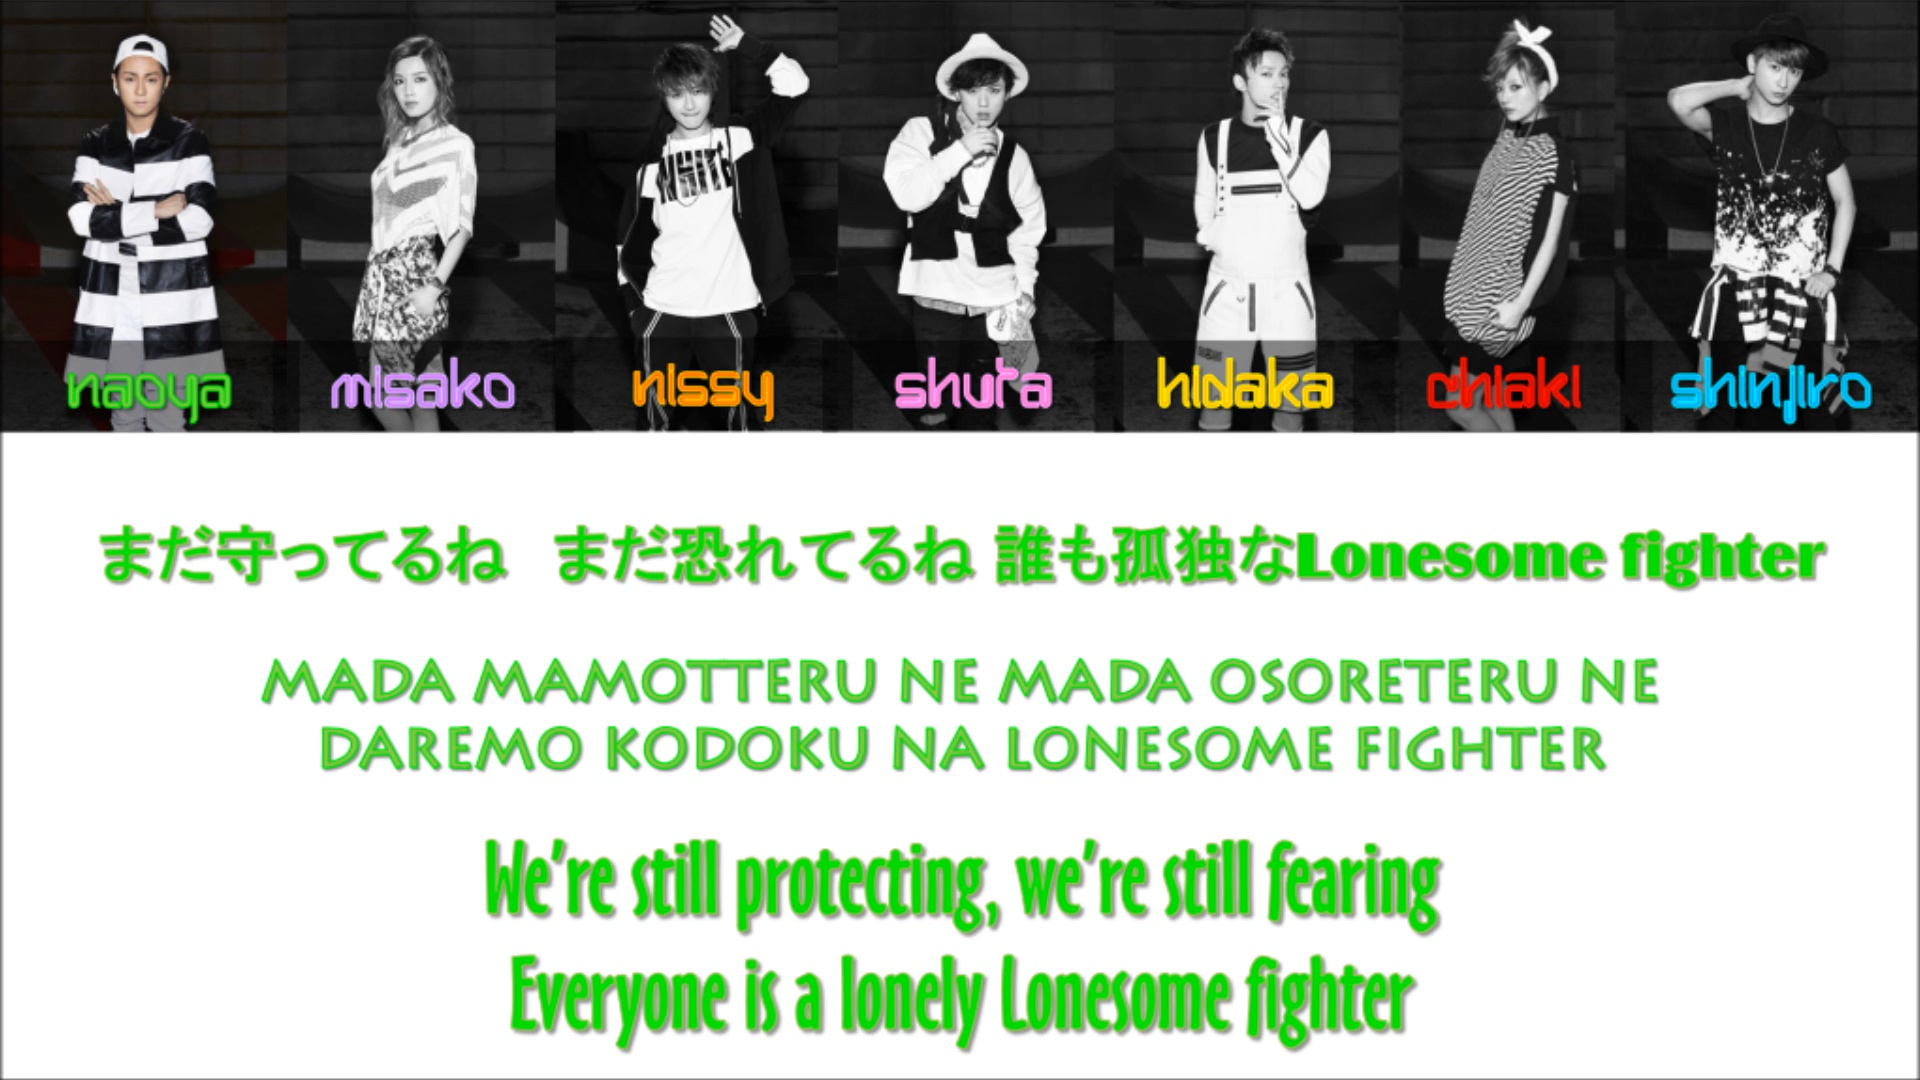 naoya misako nissy shuta hidaka chiaki shinjiro
まだ守ってるね まだ恐れてるね 誰も孤独なLonesome fighter
MADA MAMOTTERU NE MADA OSORETERU NE
DAREMO KODOKU NA LONESOME FIGHTER
We're still protecting, we're still fearing
Everyone is a lonely Lonesome fighter